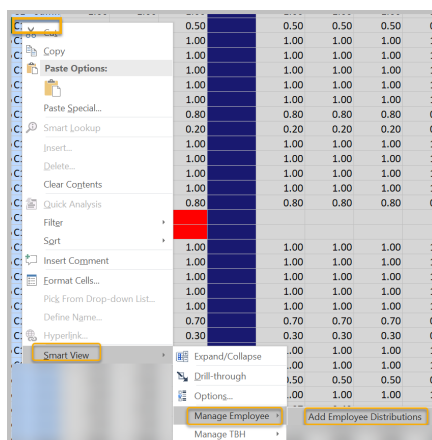 0.50 0.50 0.50 0.50
Cut 1.00 1.00 1.00 1.00
Copy 1.00 1.00 1.00 1.00
Paste Options: 1.00 1.00 1.00 1.00
1.00 1.00 1.00 1.00
Paste Special... 0.80 0.80 0.80 0.80
Smart Lookup 0.20 0.20 0.20 0.20
Insert... 1.00 1.00 1.00 1.00
Delete... 1.00 1.00 1.00 1.00
Clear Contents 1.00 1.00 1.00 1.00
1.00 1.00 1.00 1.00
Quick Analysis 0.80 0.80 0.80 0.80
Filter
Sort
1.00 1.00 1.00 1.00
Insert Comment 1.00 1.00 1.00 1.00
Format Cells... 1.00 1.00 1.00 1.00
Pick From Drop-down List... 1.00 1.00 1.00 1.00
Define Name... 1.00 1.00 1.00 1.00
0.70 0.70 0.70 0.70
Hyperlink... 0.30 0.30 0.30 0.30
Smart View
Expand/Collapse .00 1.00 1.00
Drill-through .00 1.00 1.00
.50 0.50 0.50
Options... .00 1.00 1.00
Manage Employee Add Employee Distributions
Manage TBH